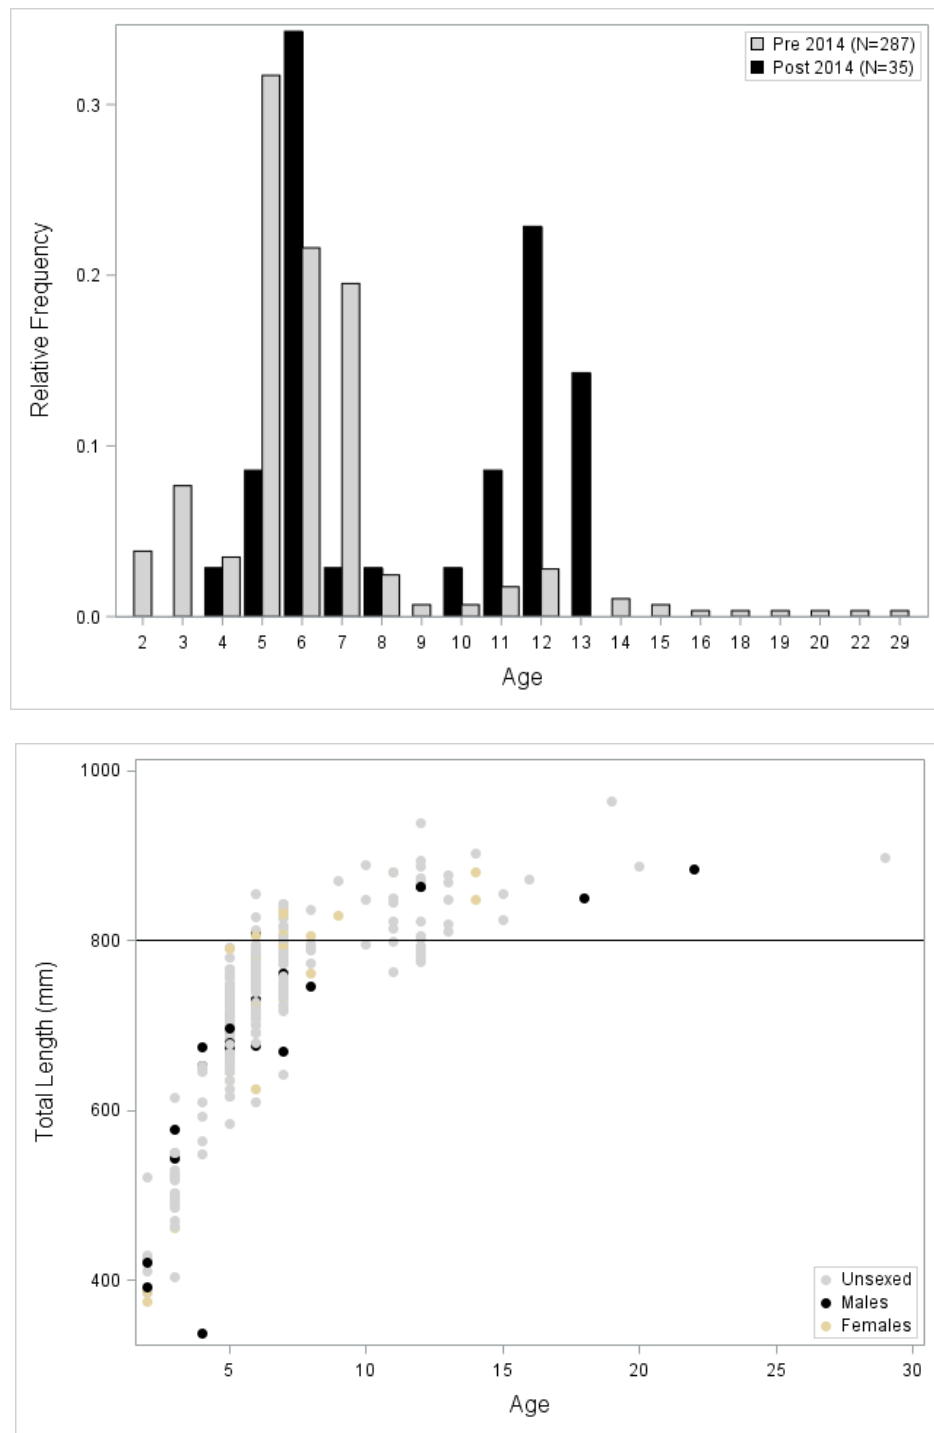 Pre 2014 (N=287)
Post 2014 (N=35)
0.3
0.2
0.1
0.0
Relative Frequency
2 3 4 5 6 7 8 9 10 11 12 13 14 15 16 18 19 20 22 29
Age
1000
800
600
400
Total Length (mm)
Unsexed
Males
Females
5 10 15 20 25 30
Age